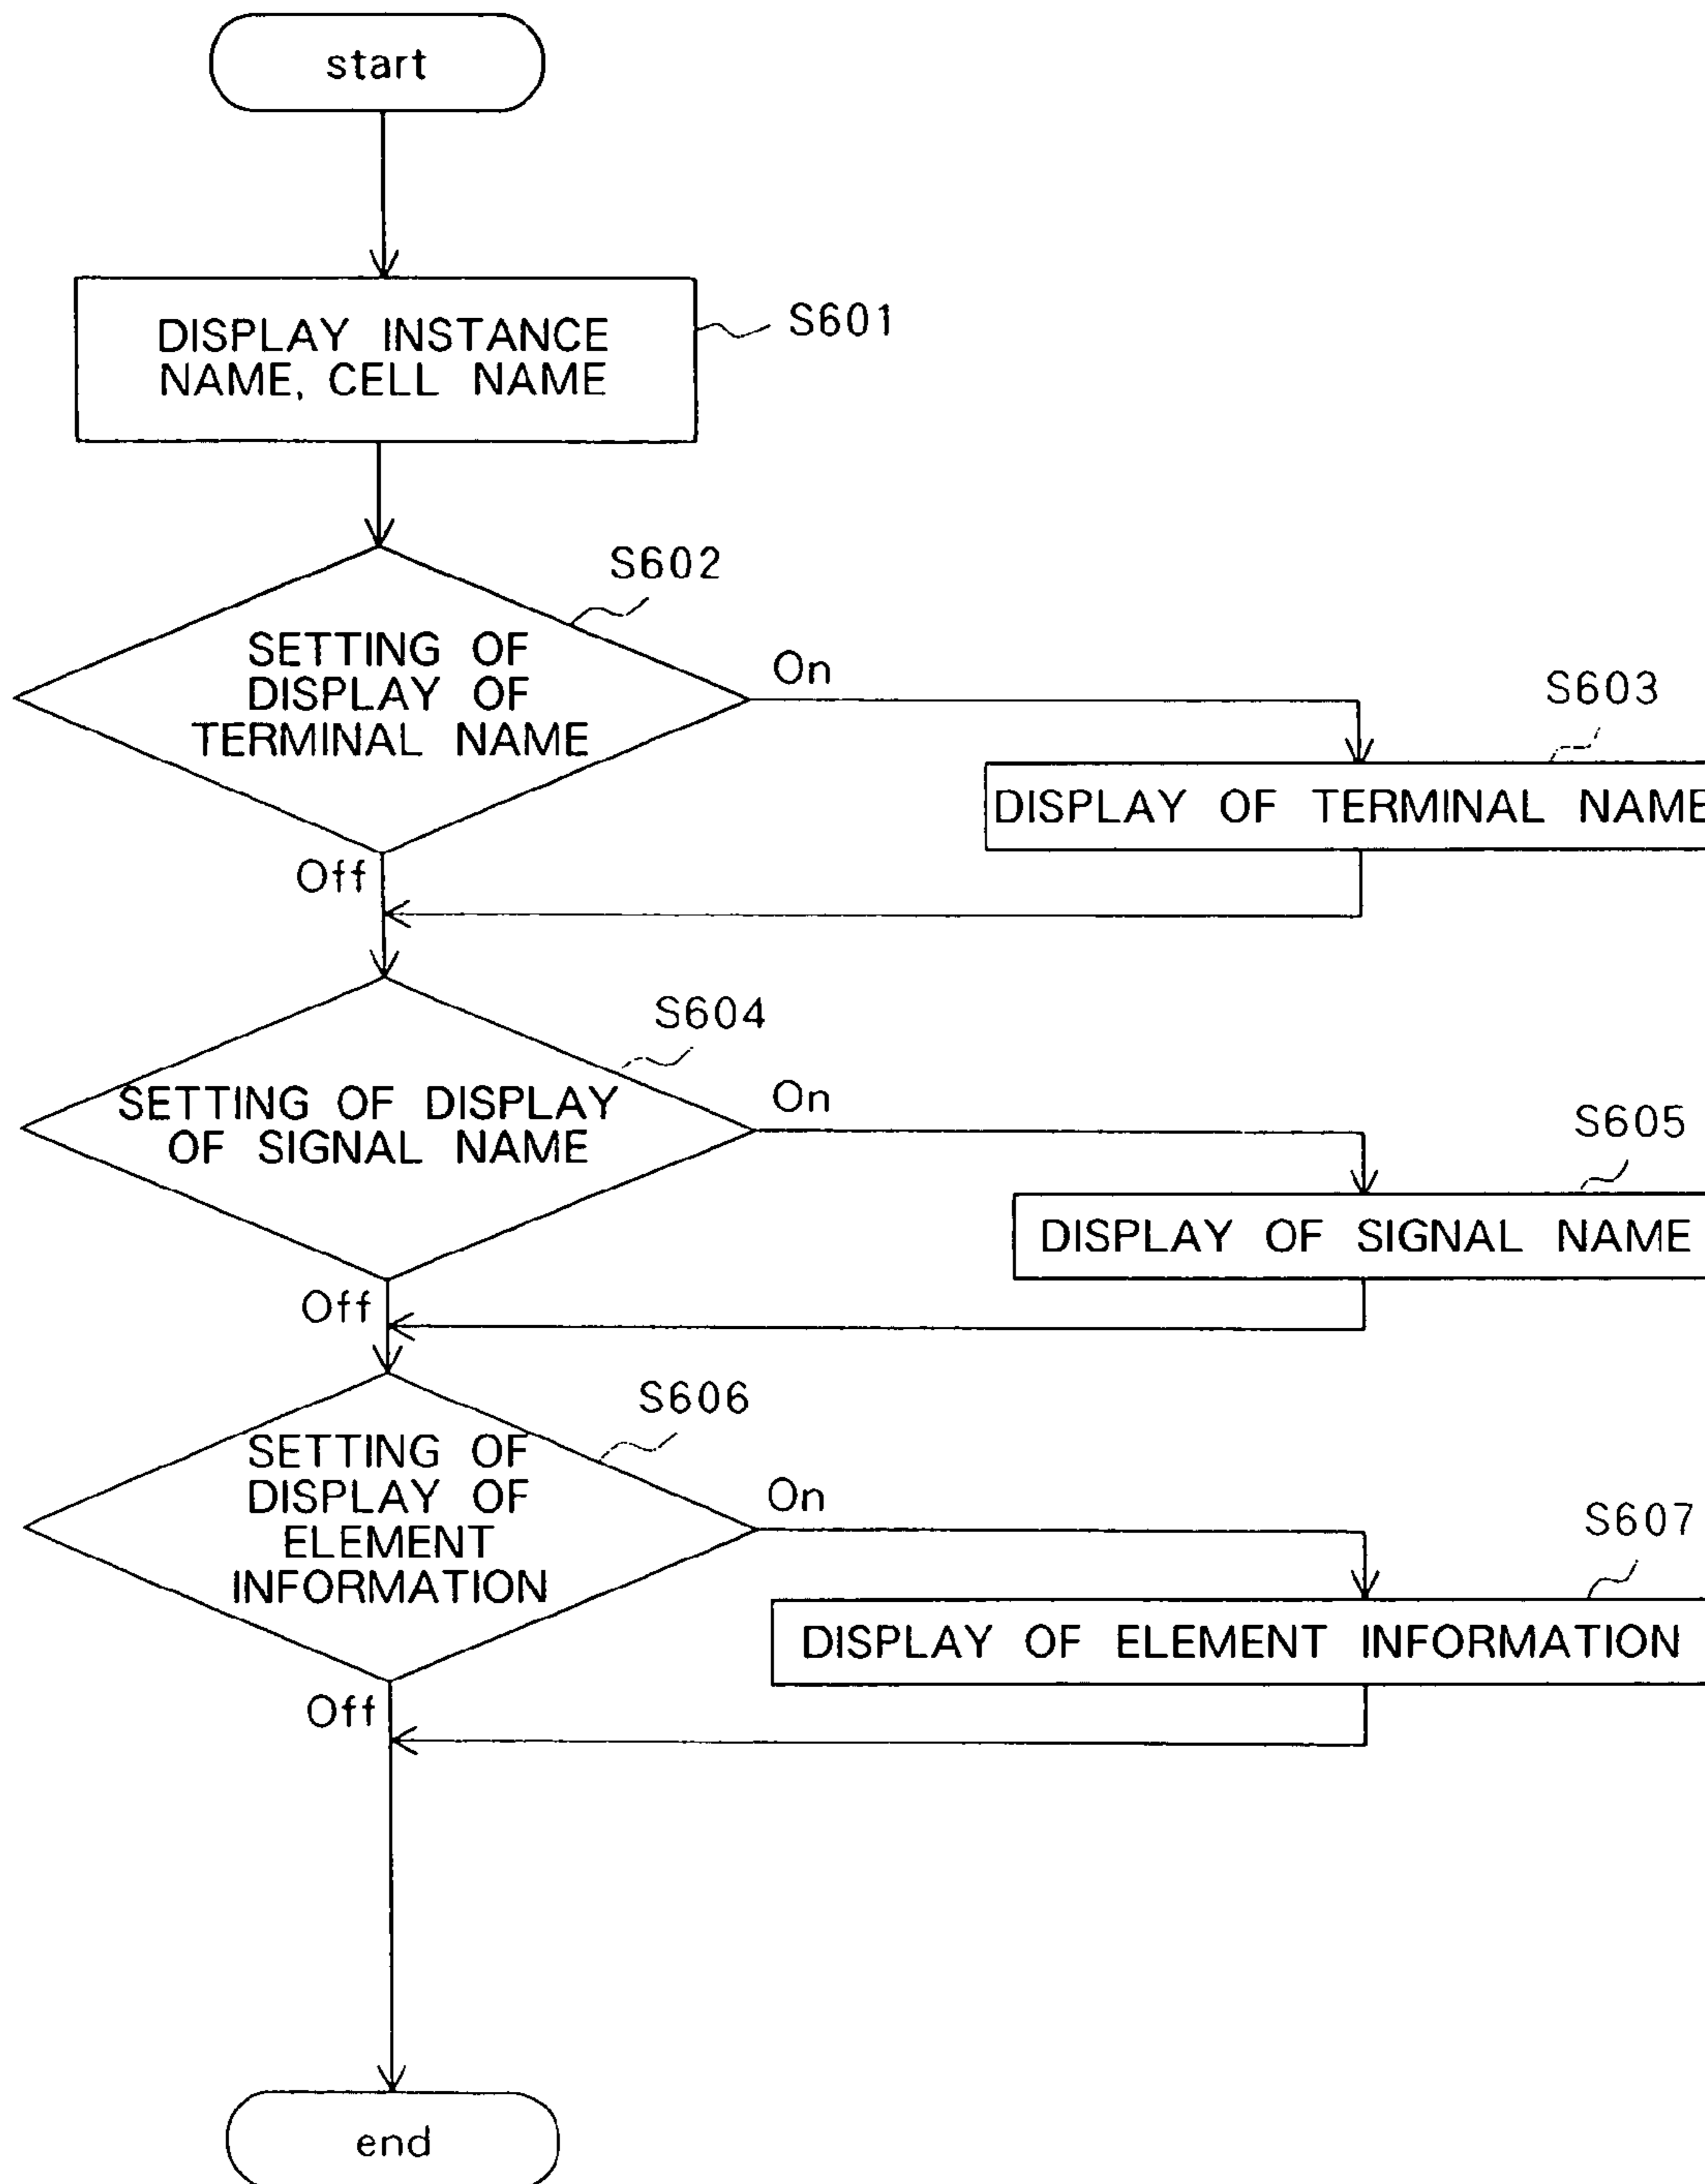 start
DISPLAY INSTANCE
NAME, CELL NAME
S601
S602
SETTING OF
DISPLAY OF
TERMINAL NAME
On
Off
S603
DISPLAY OF TERMINAL NAME
S604
SETTING OF DISPLAY
OF SIGNAL NAME
On
Off
S605
DISPLAY OF SIGNAL NAME
S606
SETTING OF
DISPLAY OF
ELEMENT
INFORMATION
On
Off
S607
DISPLAY OF ELEMENT INFORMATION
end